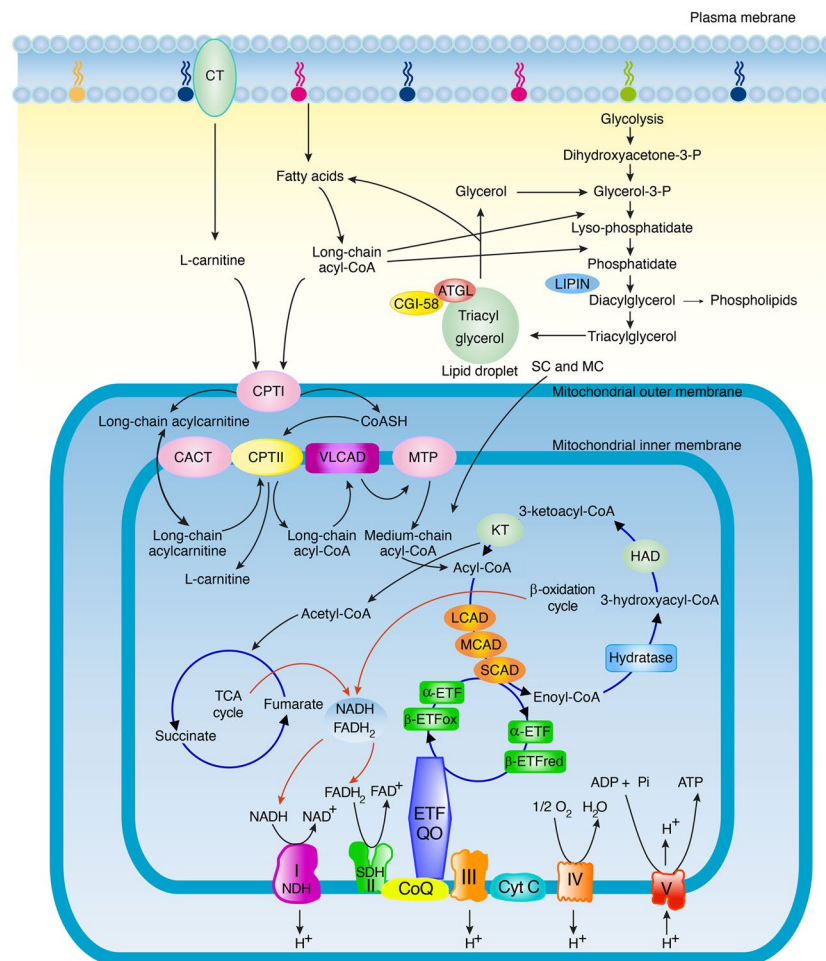 Plasma mebrane
CT
Glycolysis
Dihydroxyacetone-3-P
Fatty acids
Glycerol
Glycerol-3-P
Lyso-phosphatidate
L-carnitine
Long-chain
acyl-CoA
Phosphatidate
LIPIN
ATGL
CGI-58
Diacylglycerol
Phospholipids
Triacyl
glycerol
Triacylglycerol
Lipid droplet
SC and MC
CPTI
Mitochondrial outer membrane
Long-chain acylcarnitine
CoASH
Mitochondrial inner membrane
CACT
CPTII
VLCAD
MTP
3-ketoacyl-CoA
KT
Long-chain
acylcarnitine
Long-chain
acyl-CoA
Medium-chain
acyl-CoA
HAD
L-carnitine
Acyl-CoA
β-oxidation
cycle
3-hydroxyacyl-CoA
Acetyl-CoA
LCAD
MCAD
SCAD
Hydratase
TCA
cycle
Fumarate
Succinate
NADH
FADH₂
α-ETF
β-ETFox
Enoyl-CoA
α-ETF
β-ETFred
FADH₂
FAD⁺
NADH
NAD⁺
ETF
QO
1/2 O₂
H₂O
ADP + Pi
ATP
H⁺
I
NDH
SDH
II
CoQ
III
Cyt C
IV
V
H⁺
H⁺
H⁺
H⁺